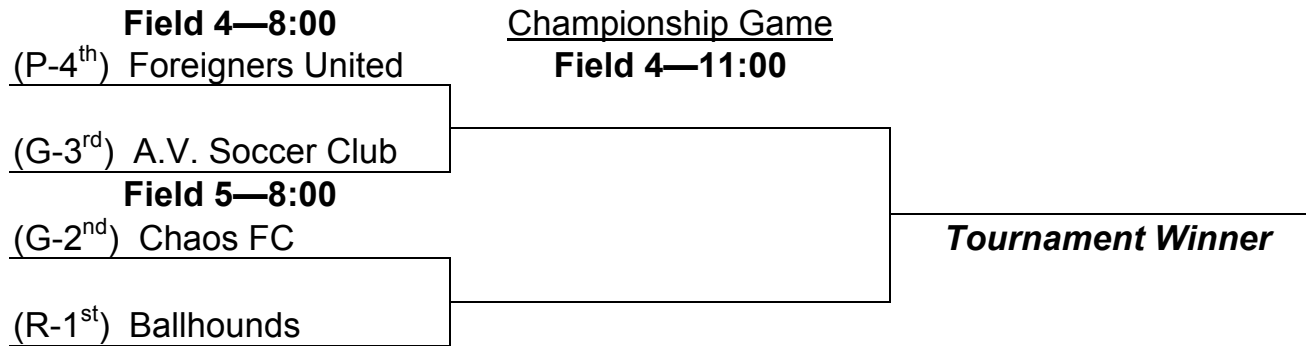 Field 4—8:00
Championship Game
(P-4th) Foreigners United
Field 4—11:00
(G-3rd) A.V. Soccer Club
Field 5—8:00
(G-2nd) Chaos FC
Tournament Winner
(R-1st) Ballhounds